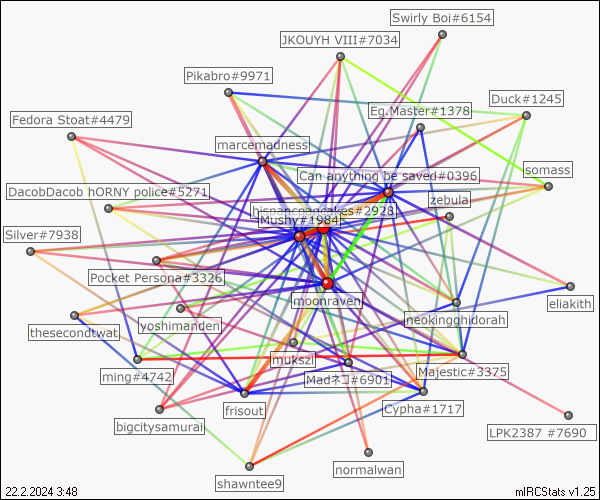 Swirly Boi#6154
JKOUYH VIII#7034
Pikabro#9971
Duck#1245
Eg.Master#1378
Fedora Stoat#4479
marcemadness
Can anything be saved#0396
somass
DacobDacob hORNY police#5271
zebula
hispancpancakes#2928
Mushy#1984
Silver#7938
Pocket Persona#3326
moonraven
eliakith
neokingghidorah
thesecondtwat
yoshimanden
mukszi
ming#4742
Madネコ#6901
Majestic#3375
frisout
Cypha#1717
bigcitysamurai
LPK2387 #7690
normalwan
shawntee9
22.2.2024 3:48
mIRCStats v1.25